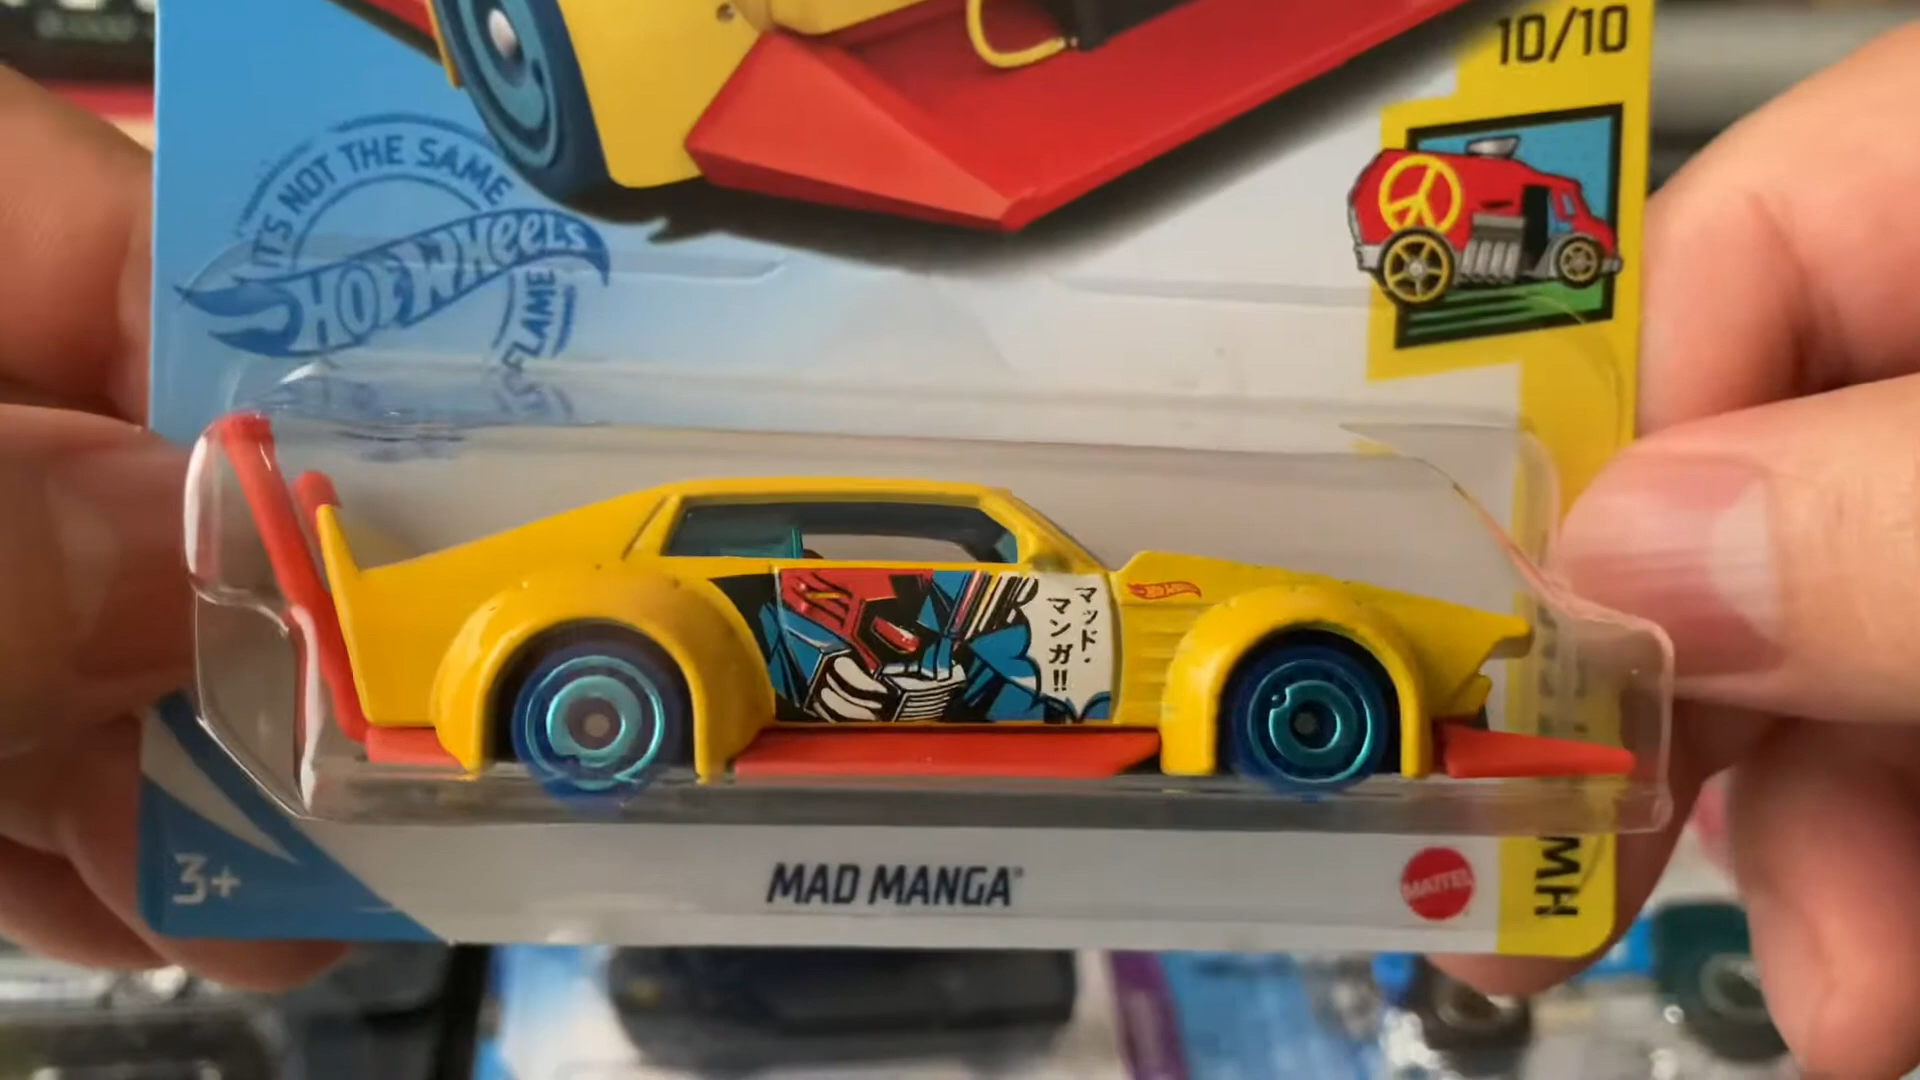 10/10
IT'S NOT THE SAME
HOT WHEELS
FLAME
マッド・
マンガ!!
3+
MAD MANGA®
MATTEL
HW